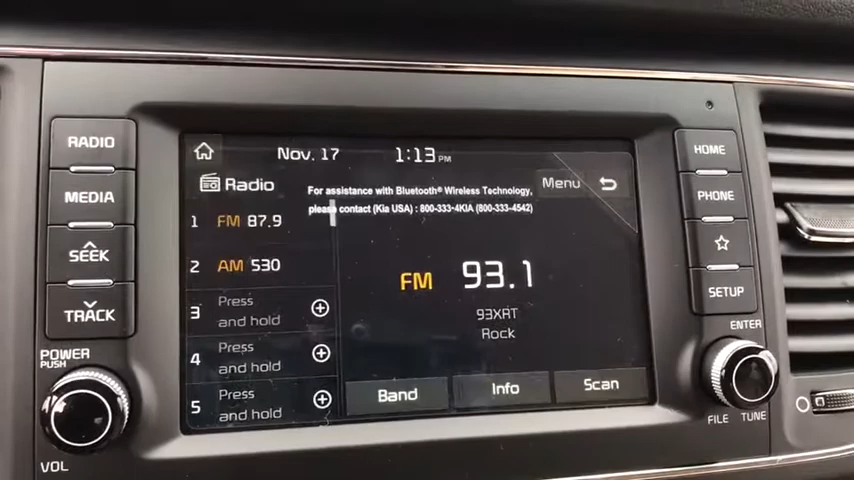 RADIO
MEDIA
SEEK
TRACK
POWER
PUSH
VOL
Nov. 17
1:13 PM
Radio
For assistance with Bluetooth® Wireless Technology,
please contact (Kia USA) : 800-333-4KIA (800-333-4542)
Menu
1 FM 87.9
2 AM 530
3 Press
and hold
4 Press
and hold
5 Press
and hold
FM 93.1
93XRT
Rock
Band
Info
Scan
HOME
PHONE
SETUP
ENTER
FILE
TUNE